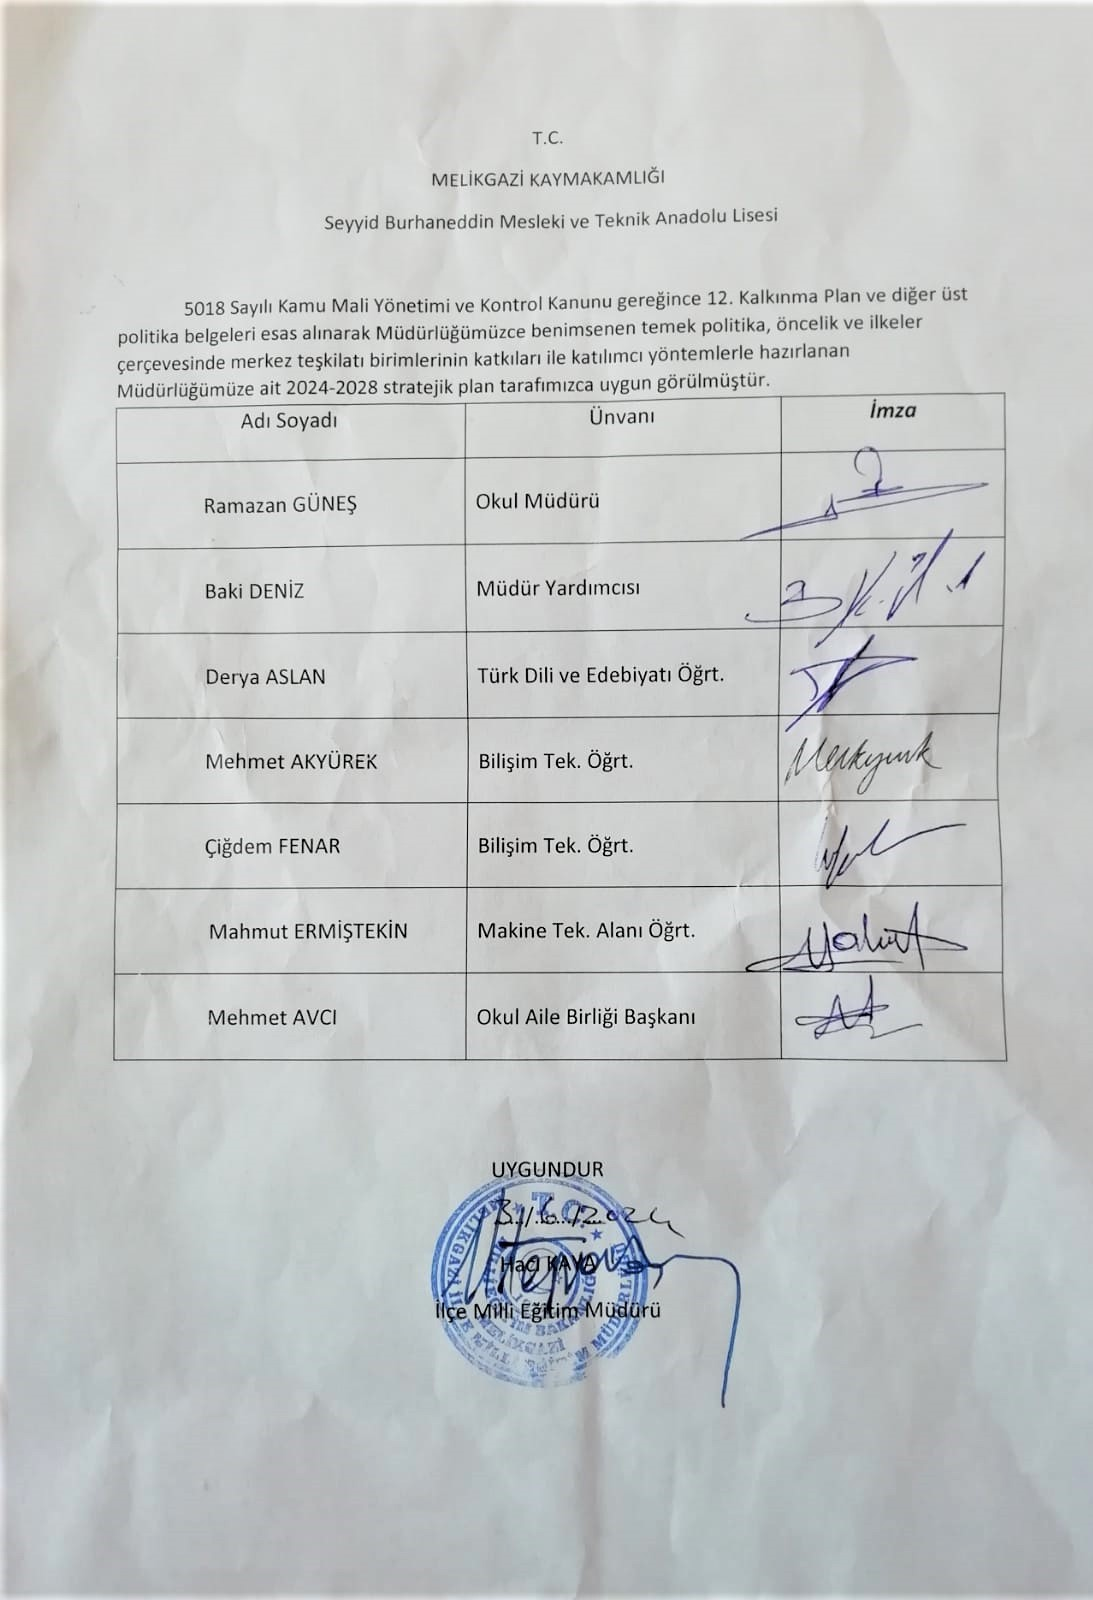 T.C.
MELİKGAZİ KAYMAKAMLIĞI
Seyyid Burhaneddin Mesleki ve Teknik Anadolu Lisesi
5018 Sayılı Kamu Mali Yönetimi ve Kontrol Kanunu gereğince 12. Kalkınma Plan ve diğer üst
politika belgeleri esas alınarak Müdürlüğümüzce benimsenen temek politika, öncelik ve ilkeler
çerçevesinde merkez teşkilatı birimlerinin katkıları ile katılımcı yöntemlerle hazırlanan
Müdürlüğümüze ait 2024-2028 stratejik plan tarafımızca uygun görülmüştür.
Adı Soyadı Ünvanı İmza
Ramazan GÜNEŞ Okul Müdürü
Baki DENİZ Müdür Yardımcısı
Derya ASLAN Türk Dili ve Edebiyatı Öğrt.
Mehmet AKYÜREK Bilişim Tek. Öğrt.
Çiğdem FENAR Bilişim Tek. Öğrt.
Mahmut ERMİŞTEKİN Makine Tek. Alanı Öğrt.
Mehmet AVCI Okul Aile Birliği Başkanı
UYGUNDUR
3../.6../2024
Hacı KAYA
İlçe Milli Eğitim Müdürü
T.C.
MELİKGAZİ